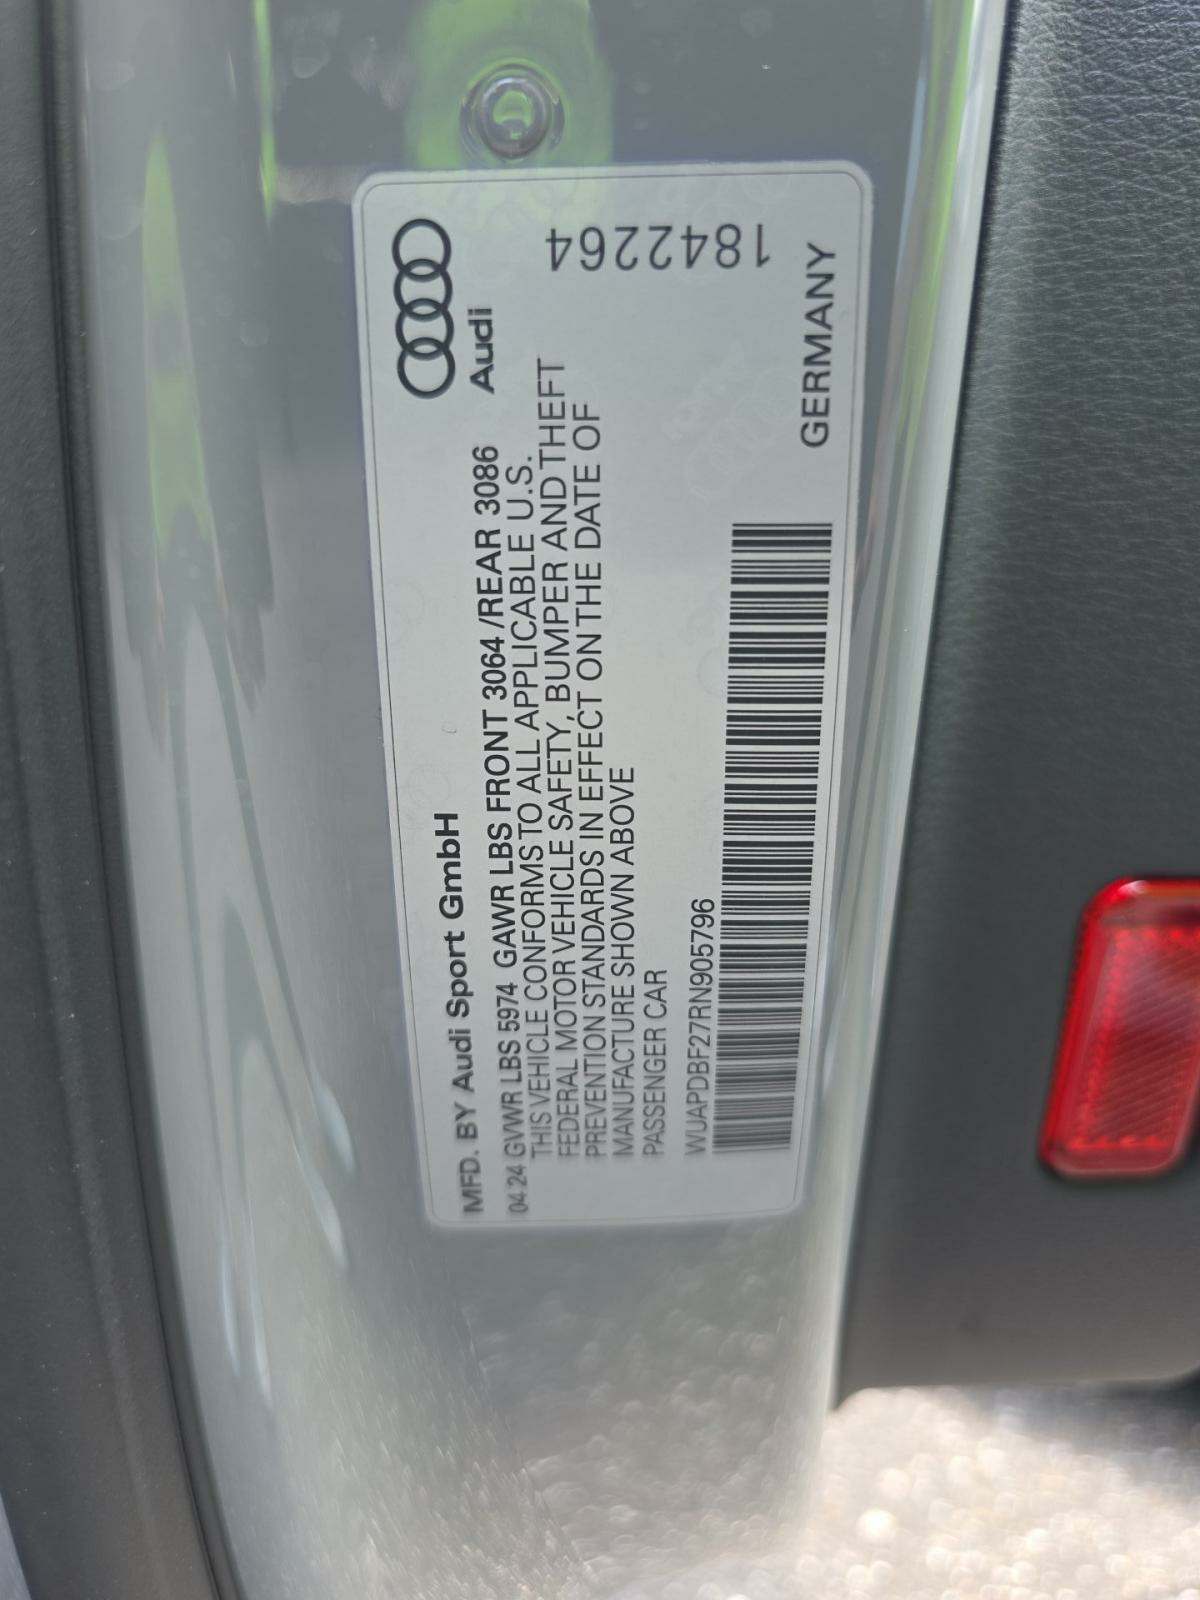 MFD. BY Audi Sport GmbH
Audi
04.24 GVWR LBS 5974 GAWR LBS FRONT 3064 /REAR 3086
THIS VEHICLE CONFORMS TO ALL APPLICABLE U.S.
FEDERAL MOTOR VEHICLE SAFETY, BUMPER AND THEFT
PREVENTION STANDARDS IN EFFECT ON THE DATE OF
MANUFACTURE SHOWN ABOVE
PASSENGER CAR
WUAPDBF27RN905796
GERMANY
1842264